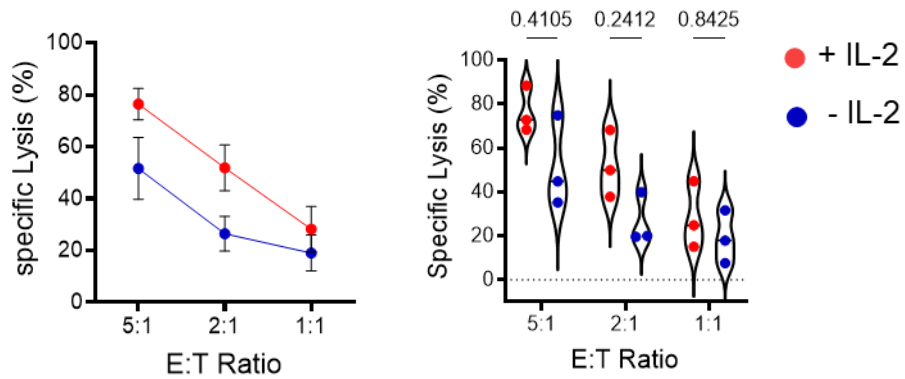 100
80
60
40
20
0
specific Lysis (%)
5:1 2:1 1:1
E:T Ratio
0.4105 0.2412 0.8425
100
80
60
40
20
0
Specific Lysis (%)
5:1 2:1 1:1
E:T Ratio
+ IL-2
- IL-2